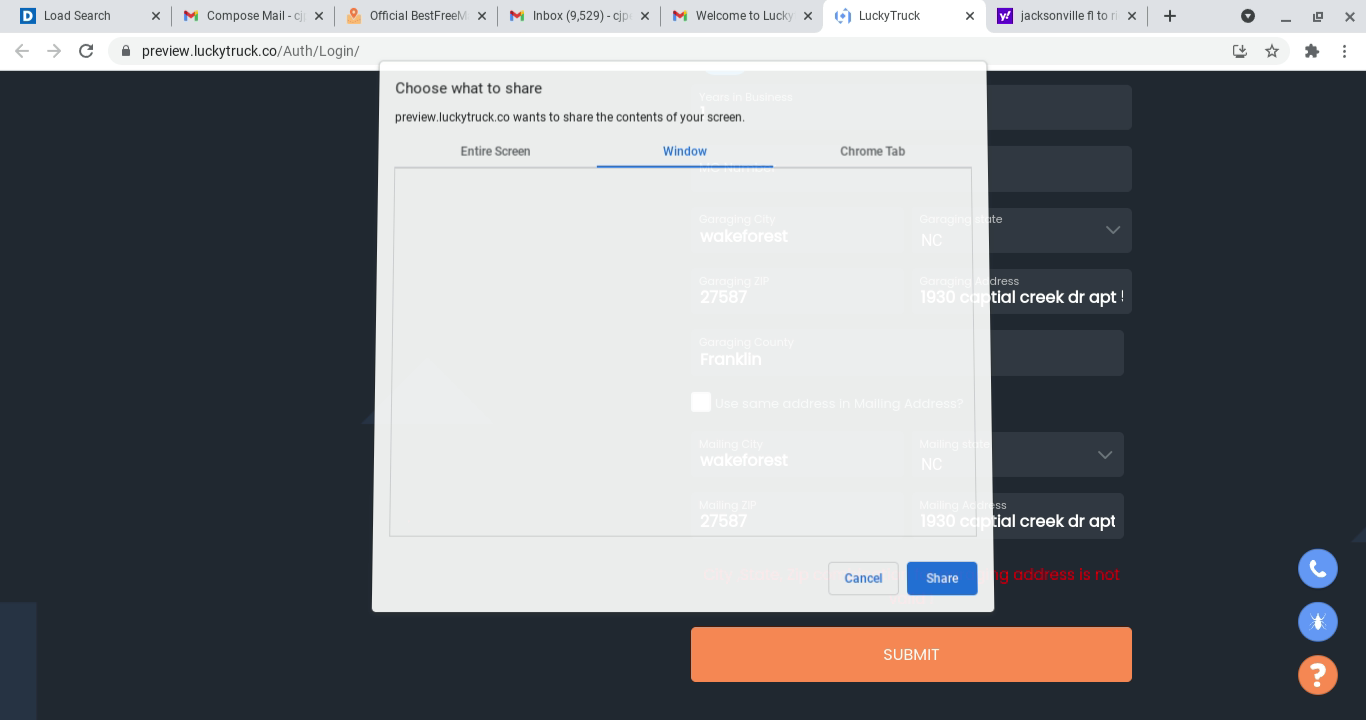 Load Search
Compose Mail - cj
Official BestFreeM
Inbox (9,529) - cjp
Welcome to Lucky
LuckyTruck
jacksonville fl to ri
preview.luckytruck.co/Auth/Login/
Choose what to share
preview.luckytruck.co wants to share the contents of your screen.
Entire Screen
Window
Chrome Tab
Years in Business
1
MC Number
Garaging City
wakeforest
Garaging state
NC
Garaging ZIP
27587
Garaging Address
1930 captial creek dr apt
Garaging County
Franklin
Use same address in Mailing Address?
Mailing City
wakeforest
Mailing state
NC
Mailing ZIP
27587
Mailing Address
1930 captial creek dr apt
address is not
Cancel
Share
SUBMIT